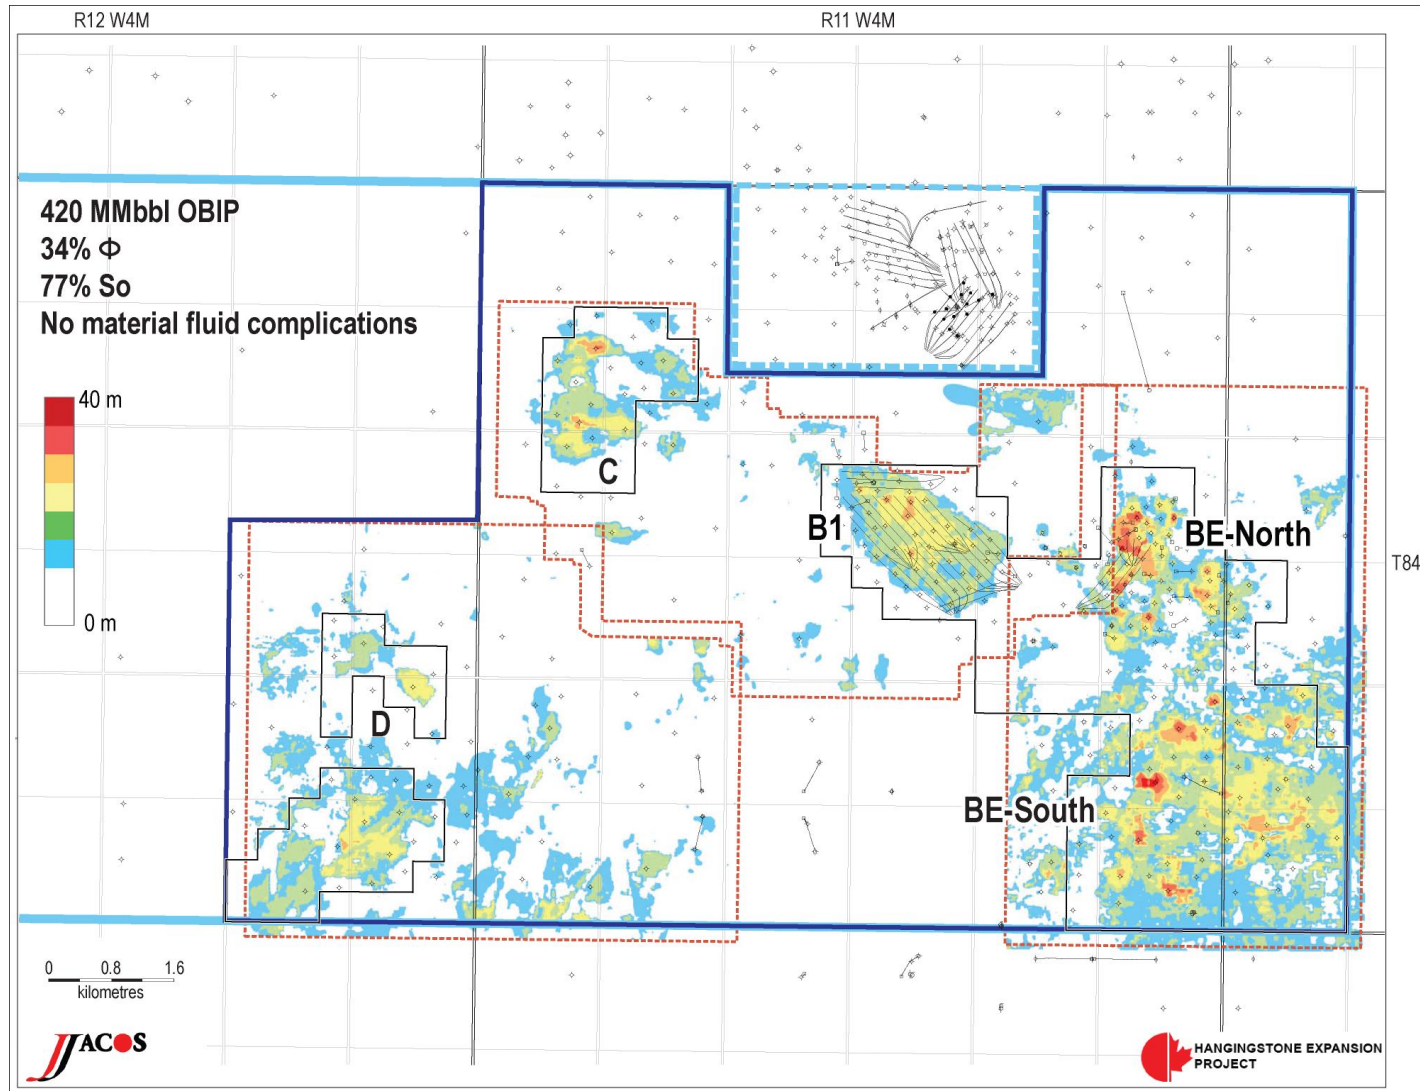 R12 W4M
R11 W4M
420 MMbbl OBIP
34% Φ
77% So
No material fluid complications
40 m
0 m
C
B1
BE-North
T84
D
BE-South
0 0.8 1.6
kilometres
JACOS
HANGINGSTONE EXPANSION
PROJECT